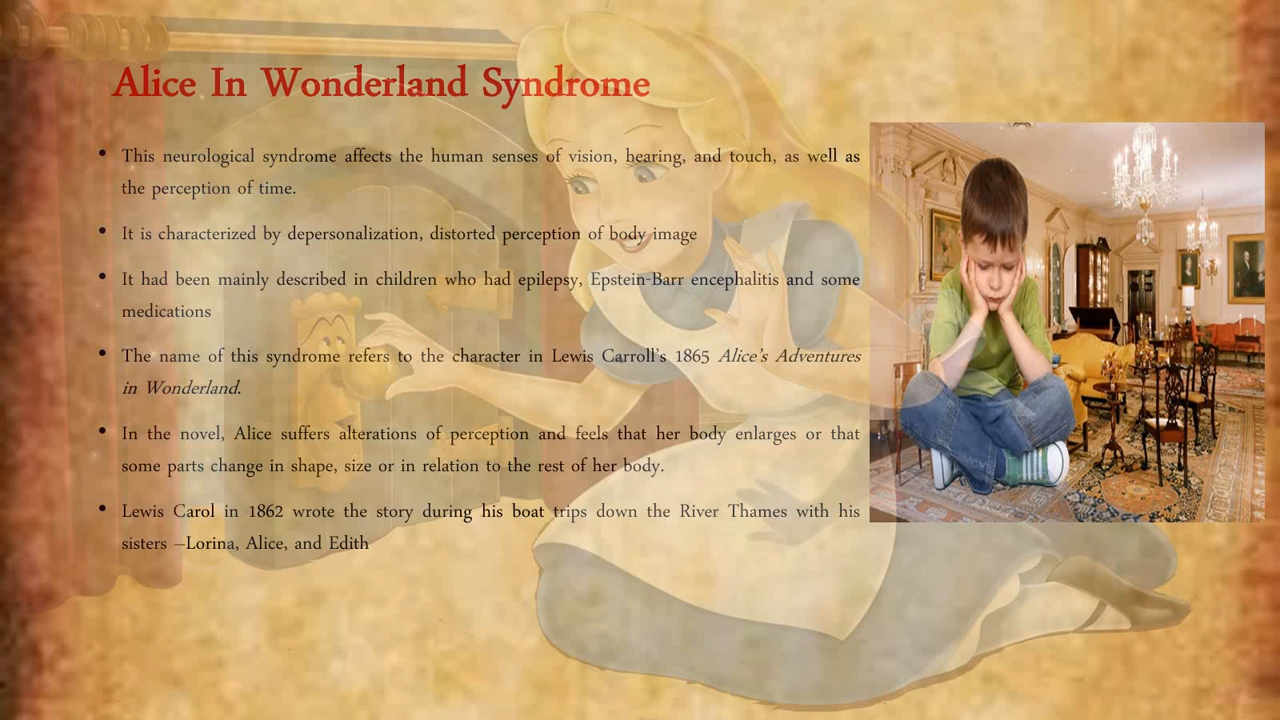 Alice In Wonderland Syndrome
• This neurological syndrome affects the human senses of vision, hearing, and touch, as well as
the perception of time.
• It is characterized by depersonalization, distorted perception of body image
• It had been mainly described in children who had epilepsy, Epstein-Barr encephalitis and some
medications
• The name of this syndrome refers to the character in Lewis Carroll's 1865 Alice's Adventures
in Wonderland.
• In the novel, Alice suffers alterations of perception and feels that her body enlarges or that
some parts change in shape, size or in relation to the rest of her body.
• Lewis Carol in 1862 wrote the story during his boat trips down the River Thames with his
sisters –Lorina, Alice, and Edith